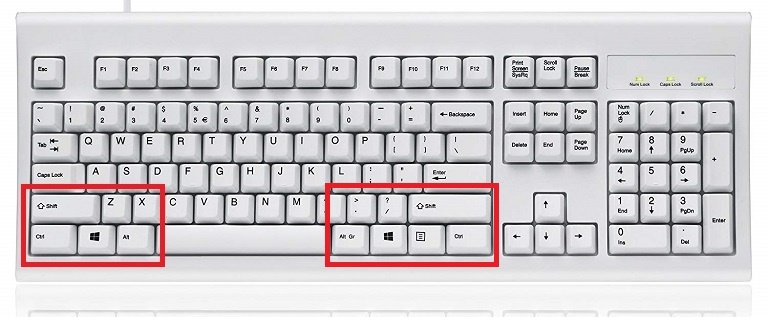 Esc F1 F2 F3 F4 F5 F6 F7 F8 F9 F10 F11 F12 Print Screen SysRq Scroll Lock Pause Break
Num Lock Caps Lock Scroll Lock
~ ! @ # $ % ^ & * ( ) _ + ← Backspace Insert Home Page Up Num Lock / * -
\ 1 2 3 4 5 € 6 7 8 9 0 - =
Tab Q W E R T Y U I O P { } | Delete End Page Down 7 8 9 +
[ ] \ Home ↑ PgUp
Caps Lock A S D F G H J K L : " Enter 4 5 6
; ' ← →
Shift Z X C V B N M < > ? Shift ↑ 1 2 3 Enter
, . / End ↓ PgDn
Ctrl Alt Alt Gr Ctrl ← ↓ → 0 .
Ins Del